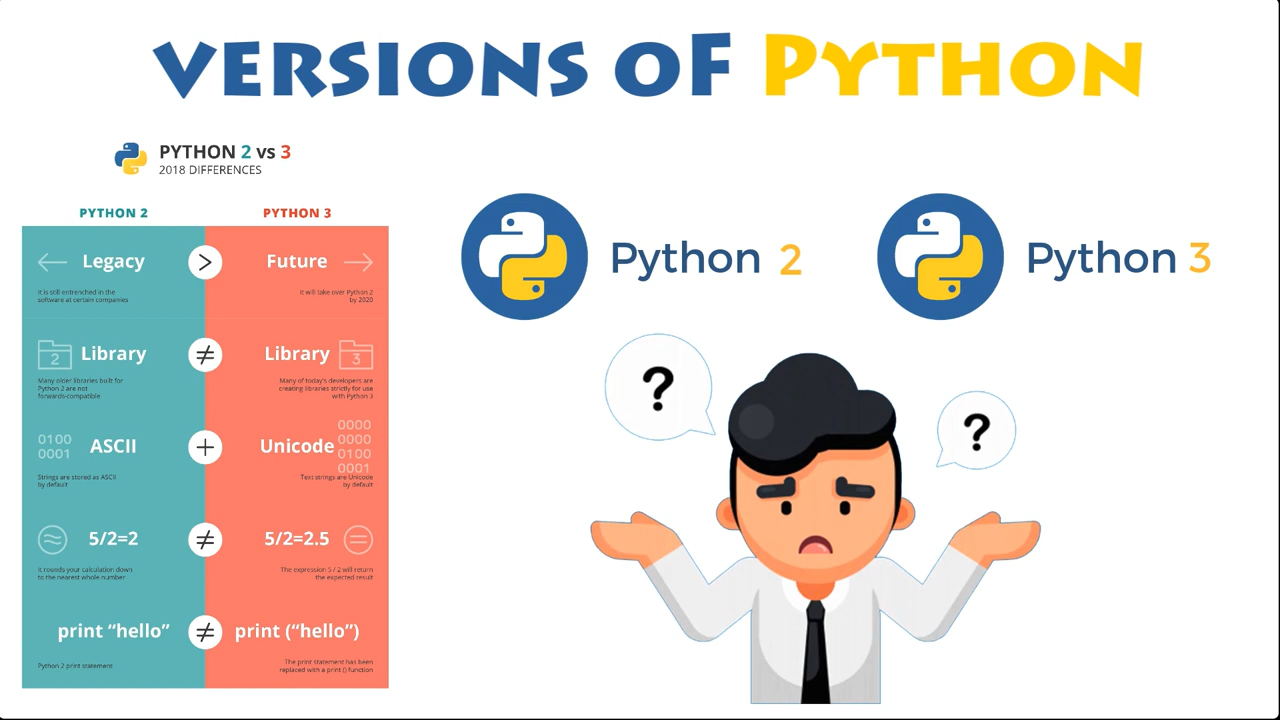 VERSIONS OF PYTHON
PYTHON 2 vs 3
2018 DIFFERENCES
PYTHON 2
PYTHON 3
Legacy
>
Future
It is still entrenched in the
software at certain companies
It will take over Python 2
by 2020
2
Library
≠
Library
3
Many older libraries built for
Python 2 are not
forwards-compatible
Many of today's developers are
creating libraries strictly for use
with Python 3
0100
0001
ASCII
+
Unicode
0000
0000
0100
0001
Strings are stored as ASCII
by default
Text strings are Unicode
by default
≈
5/2=2
≠
5/2=2.5
=
It rounds your calculation down
to the nearest whole number
The expression 5 / 2 will return
the expected result
print “hello”
≠
print (“hello”)
Python 2 print statement
The print statement has been
replaced with a print () function
Python 2
Python 3
?
?